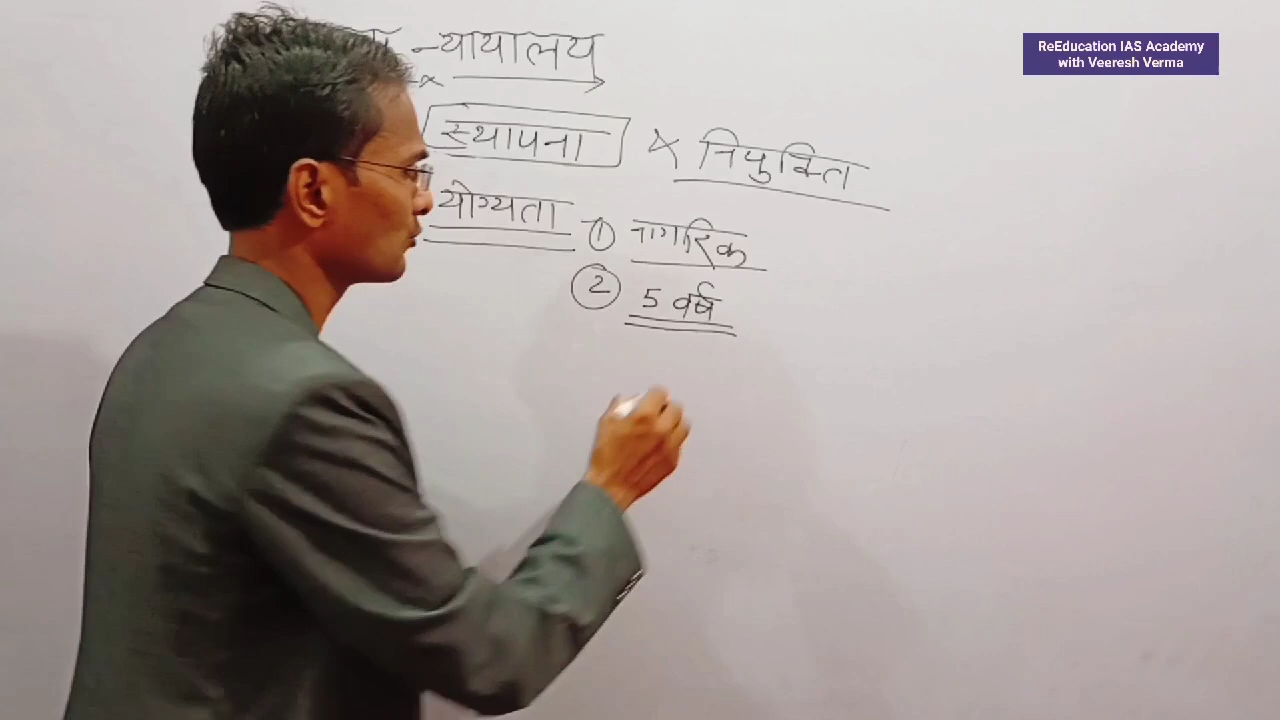 न्यायालय
स्थापना × नियुक्ति
योग्यता ① नागरिक
② 5 वर्ष
ReEducation IAS Academy
with Veeresh Verma